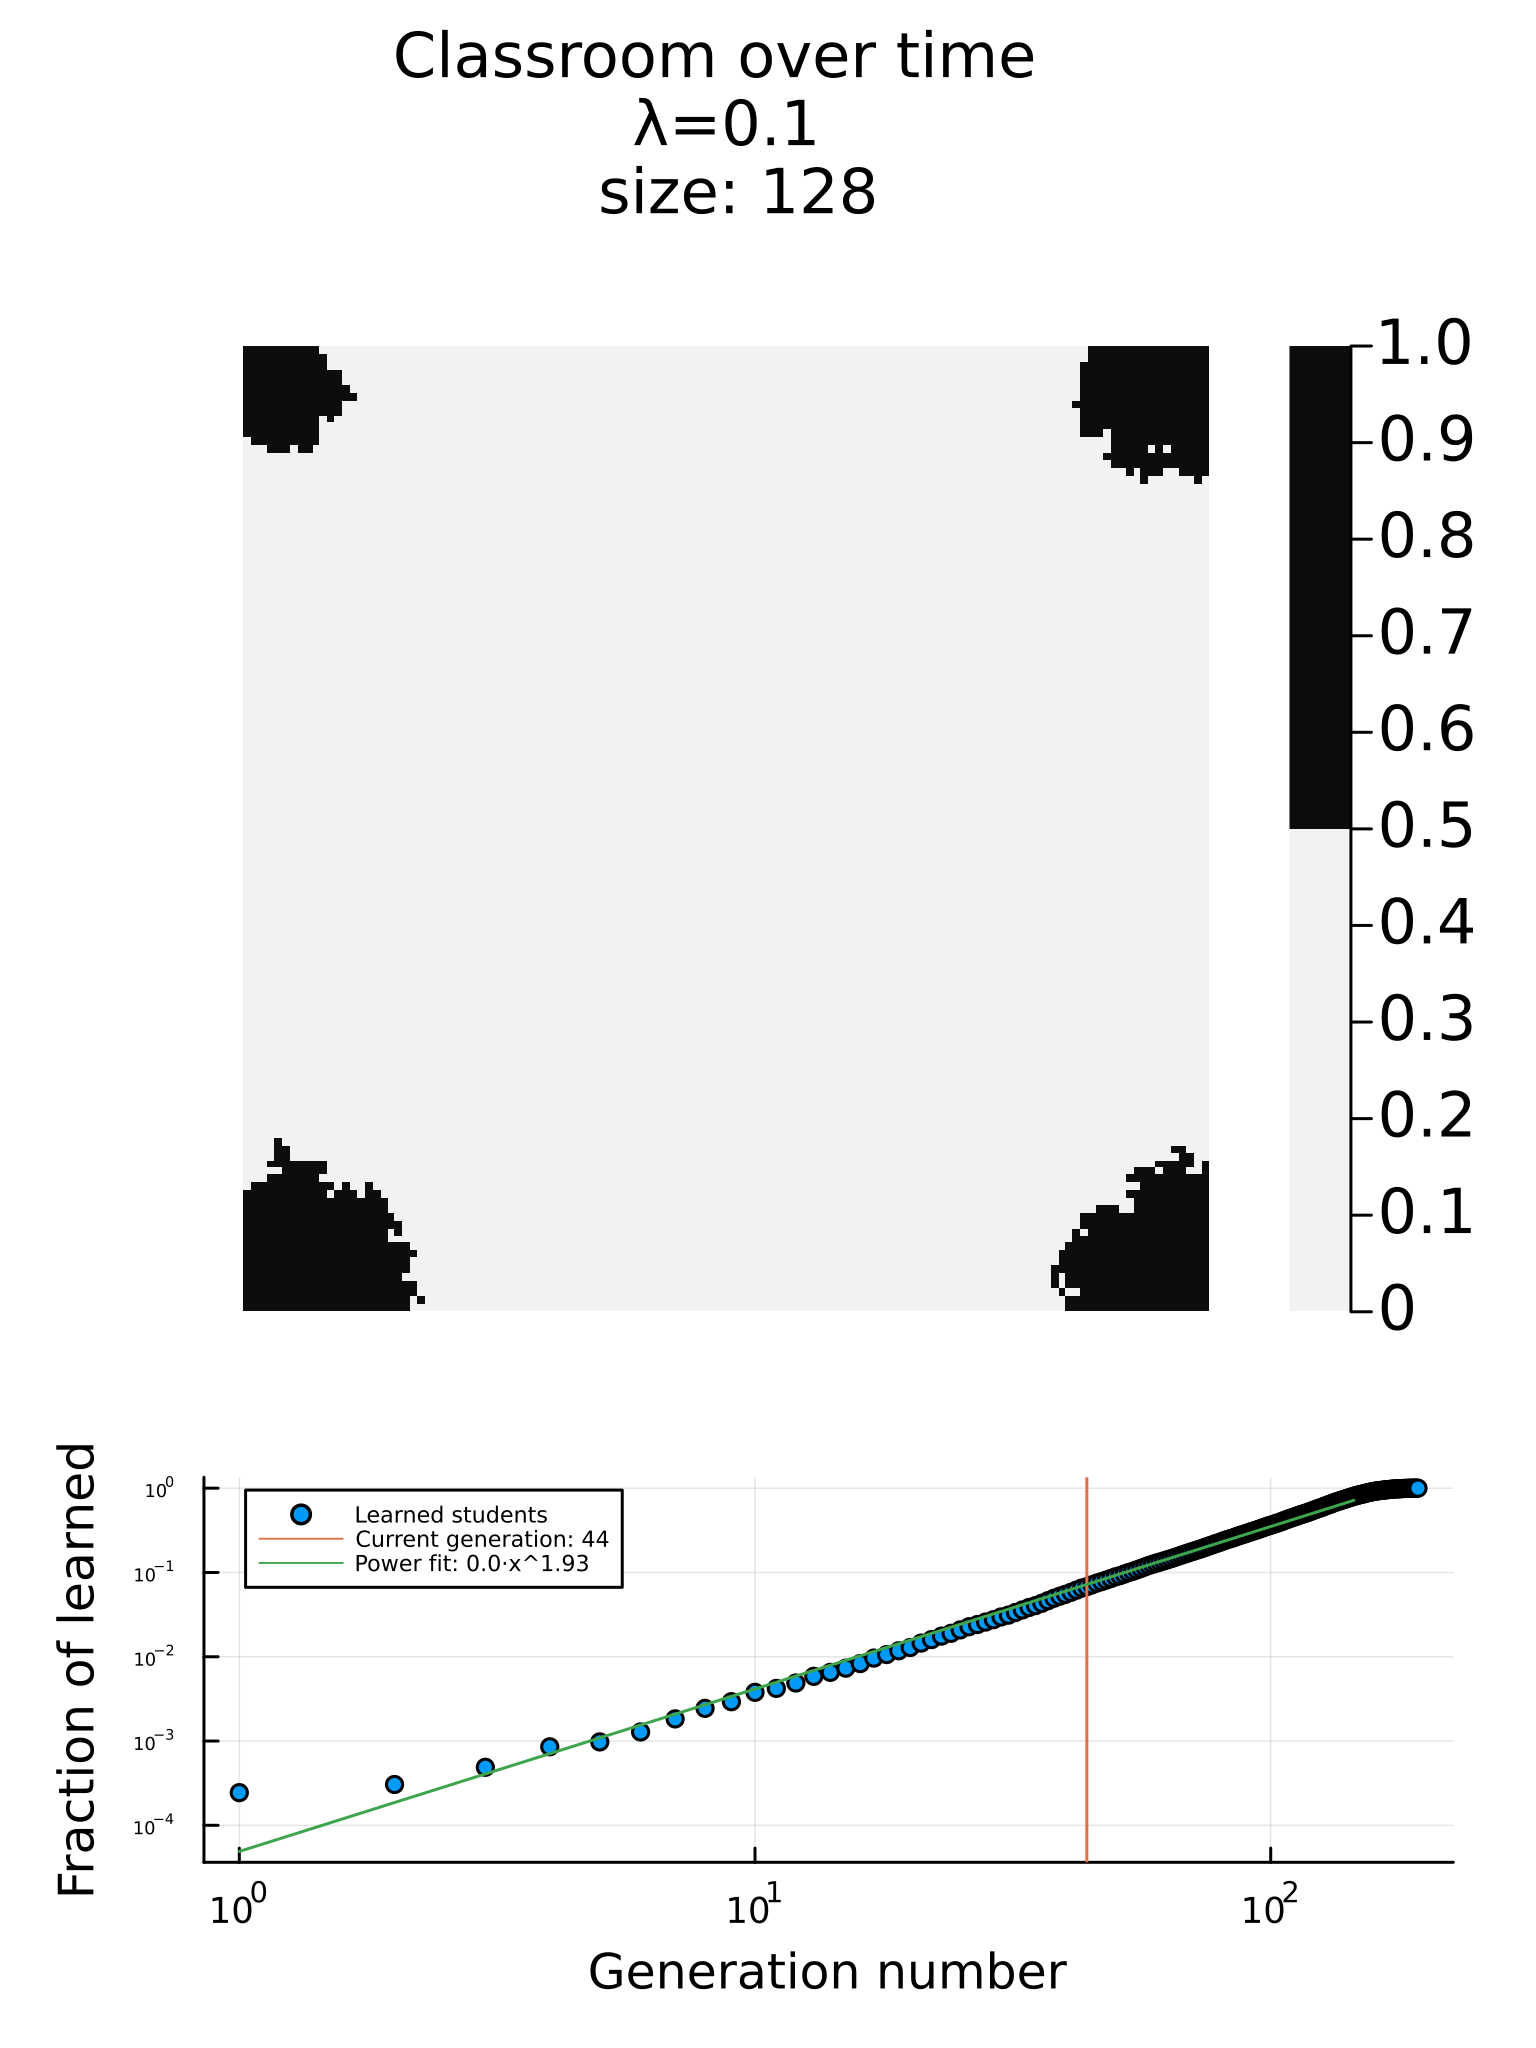 Classroom over time
λ=0.1
size: 128
1.0
0.9
0.8
0.7
0.6
0.5
0.4
0.3
0.2
0.1
0
Fraction of learned
10^0
10^−1
10^−2
10^−3
10^−4
Learned students
Current generation: 44
Power fit: 0.0·x^1.93
10^0 10^1 10^2
Generation number